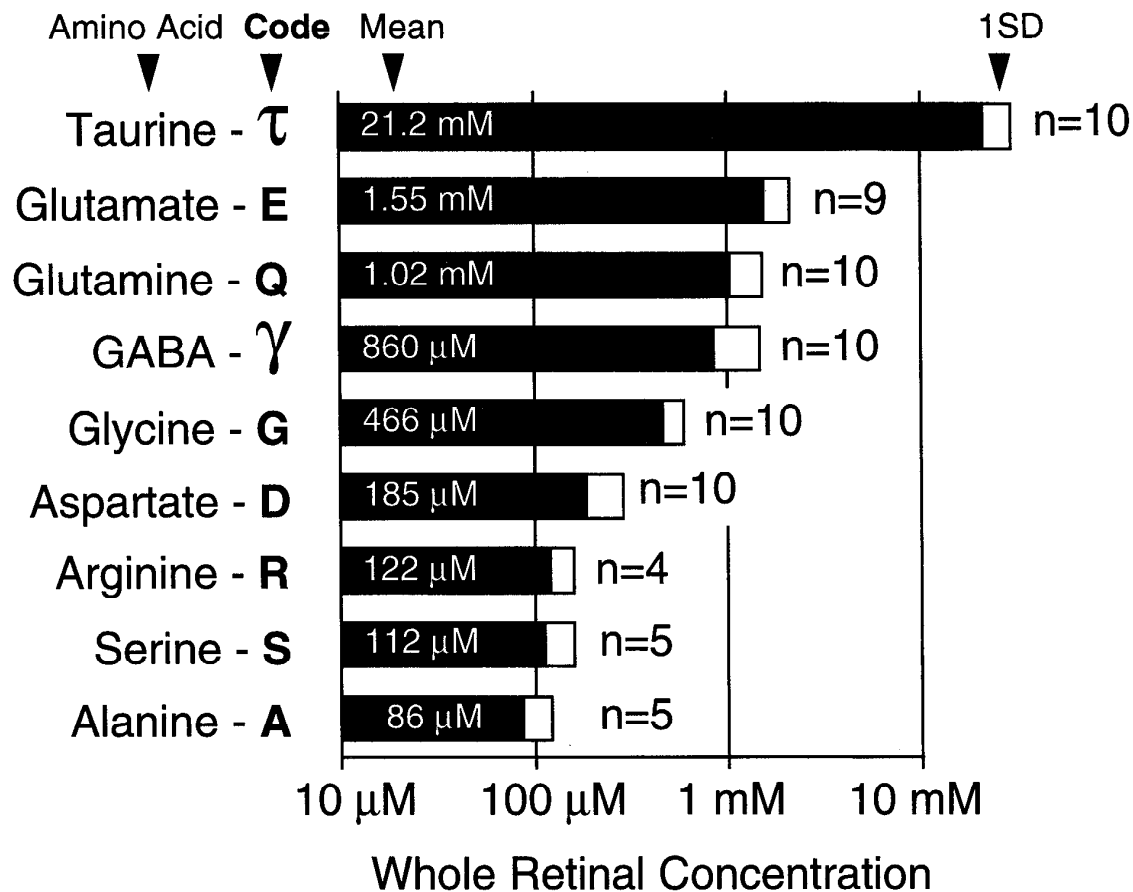 Amino Acid Code Mean 1SD
Taurine - τ 21.2 mM n=10
Glutamate - E 1.55 mM n=9
Glutamine - Q 1.02 mM n=10
GABA - γ 860 μM n=10
Glycine - G 466 μM n=10
Aspartate - D 185 μM n=10
Arginine - R 122 μM n=4
Serine - S 112 μM n=5
Alanine - A 86 μM n=5
10 μM 100 μM 1 mM 10 mM
Whole Retinal Concentration